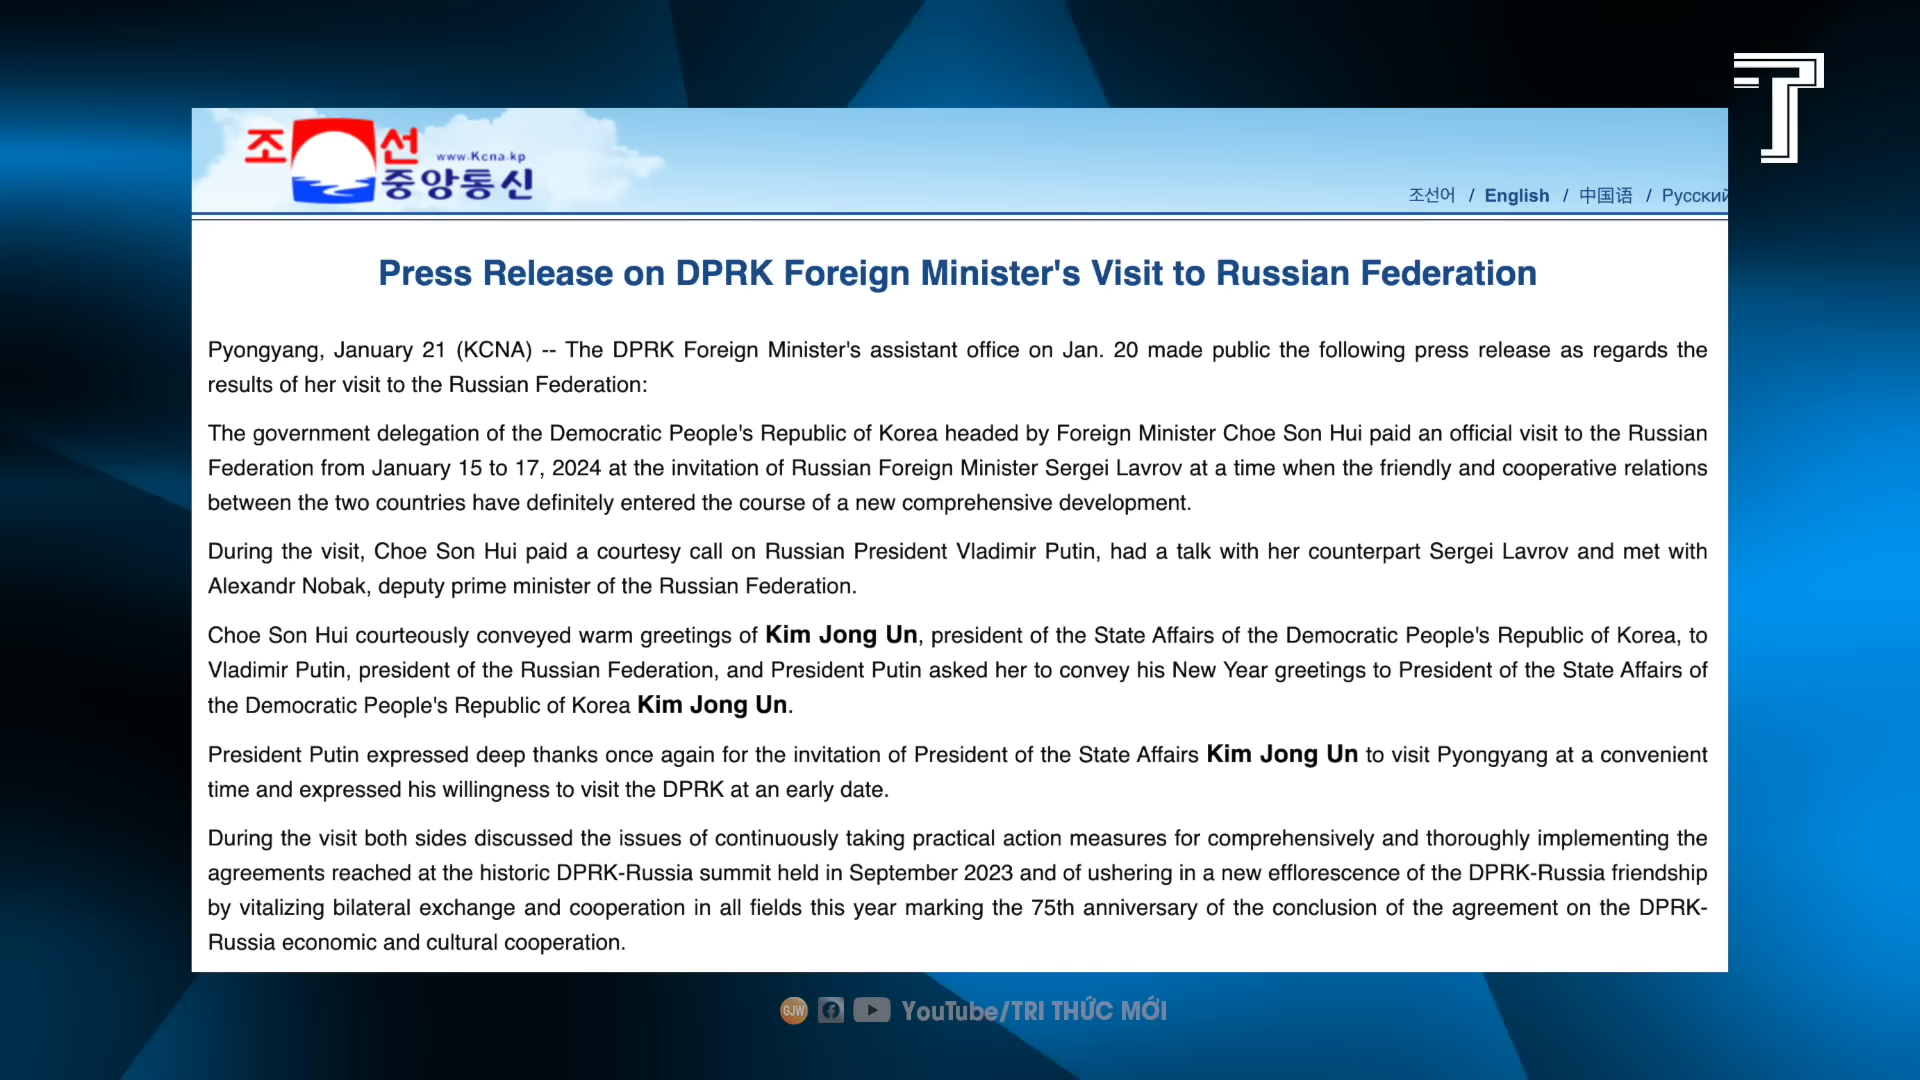 조선
www.Kcna.kp
중앙통신
조선어 / English / 中国语 / Русский
Press Release on DPRK Foreign Minister's Visit to Russian Federation
Pyongyang, January 21 (KCNA) -- The DPRK Foreign Minister's assistant office on Jan. 20 made public the following press release as regards the
results of her visit to the Russian Federation:
The government delegation of the Democratic People's Republic of Korea headed by Foreign Minister Choe Son Hui paid an official visit to the Russian
Federation from January 15 to 17, 2024 at the invitation of Russian Foreign Minister Sergei Lavrov at a time when the friendly and cooperative relations
between the two countries have definitely entered the course of a new comprehensive development.
During the visit, Choe Son Hui paid a courtesy call on Russian President Vladimir Putin, had a talk with her counterpart Sergei Lavrov and met with
Alexandr Nobak, deputy prime minister of the Russian Federation.
Choe Son Hui courteously conveyed warm greetings of Kim Jong Un, president of the State Affairs of the Democratic People's Republic of Korea, to
Vladimir Putin, president of the Russian Federation, and President Putin asked her to convey his New Year greetings to President of the State Affairs of
the Democratic People's Republic of Korea Kim Jong Un.
President Putin expressed deep thanks once again for the invitation of President of the State Affairs Kim Jong Un to visit Pyongyang at a convenient
time and expressed his willingness to visit the DPRK at an early date.
During the visit both sides discussed the issues of continuously taking practical action measures for comprehensively and thoroughly implementing the
agreements reached at the historic DPRK-Russia summit held in September 2023 and of ushering in a new efflorescence of the DPRK-Russia friendship
by vitalizing bilateral exchange and cooperation in all fields this year marking the 75th anniversary of the conclusion of the agreement on the DPRK-
Russia economic and cultural cooperation.
GJW YouTube/TRI THỨC MỚI